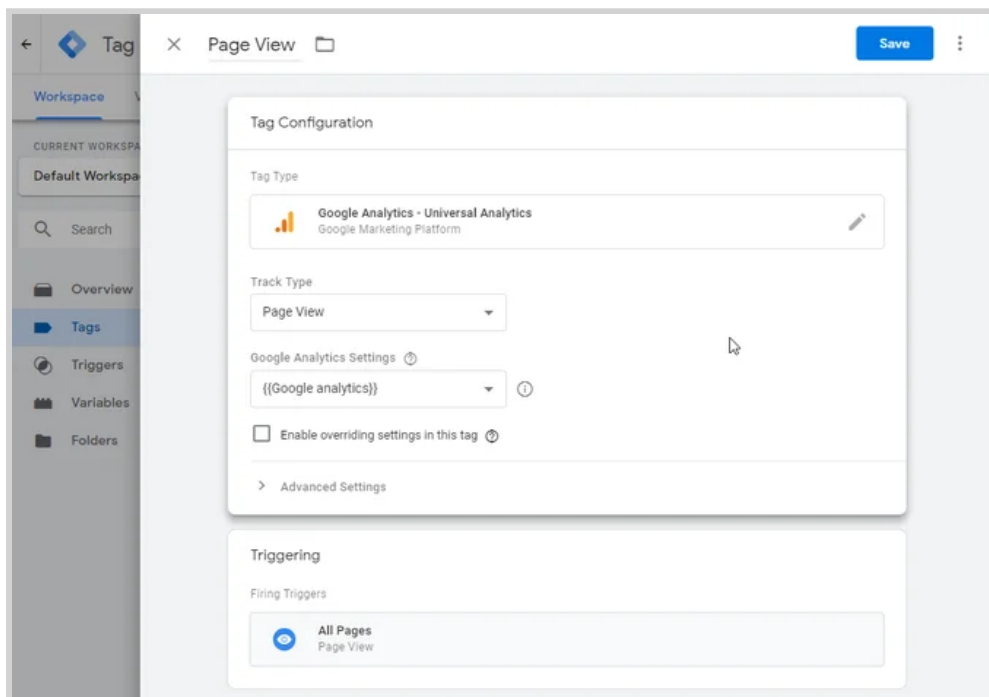 Tag
Page View
Save
Workspace
CURRENT WORKSPA
Default Workspa
Search
Overview
Tags
Triggers
Variables
Folders
Tag Configuration
Tag Type
Google Analytics - Universal Analytics
Google Marketing Platform
Track Type
Page View
Google Analytics Settings
{{Google analytics}}
Enable overriding settings in this tag
Advanced Settings
Triggering
Firing Triggers
All Pages
Page View